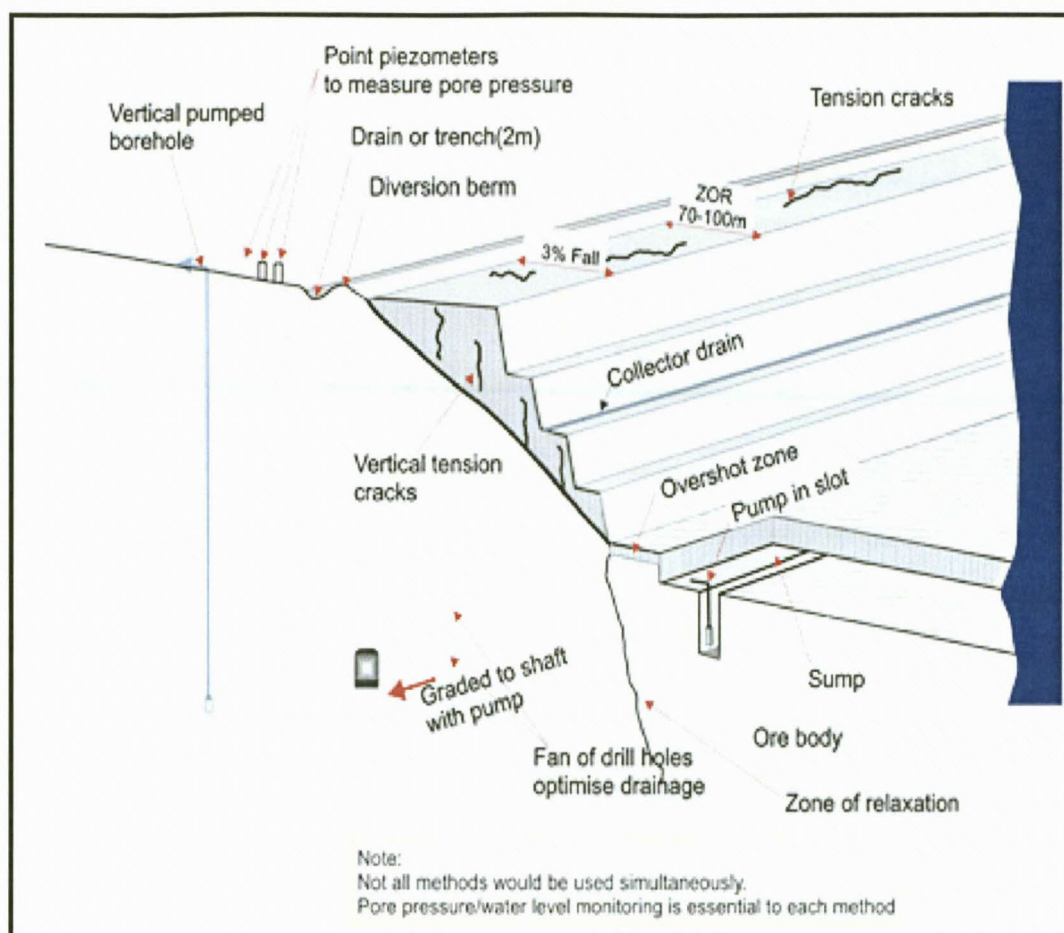 Point piezometers
to measure pore pressure
Vertical pumped
borehole
Drain or trench(2m)
Diversion berm
Tension cracks
ZOR
70-100m
3% Fall
Collector drain
Vertical tension
cracks
Overshot zone
Pump in slot
Graded to shaft
with pump
Sump
Ore body
Fan of drill holes
optimise drainage
Zone of relaxation
Note:
Not all methods would be used simultaneously.
Pore pressure/water level monitoring is essential to each method